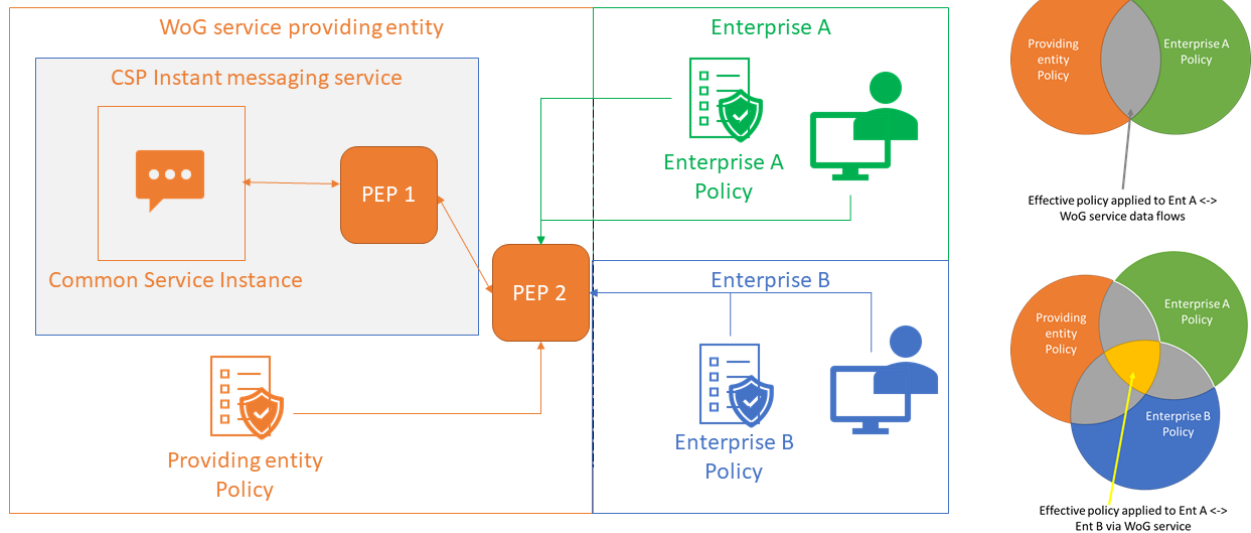 WoG service providing entity
CSP Instant messaging service
PEP 1
Common Service Instance
PEP 2
Providing entity
Policy
Enterprise A
Enterprise A
Policy
Enterprise B
Enterprise B
Policy
Providing
entity
Policy
Enterprise A
Policy
Effective policy applied to Ent A <->
WoG service data flows
Providing
entity
Policy
Enterprise A
Policy
Enterprise B
Policy
Effective policy applied to Ent A <->
Ent B via WoG service